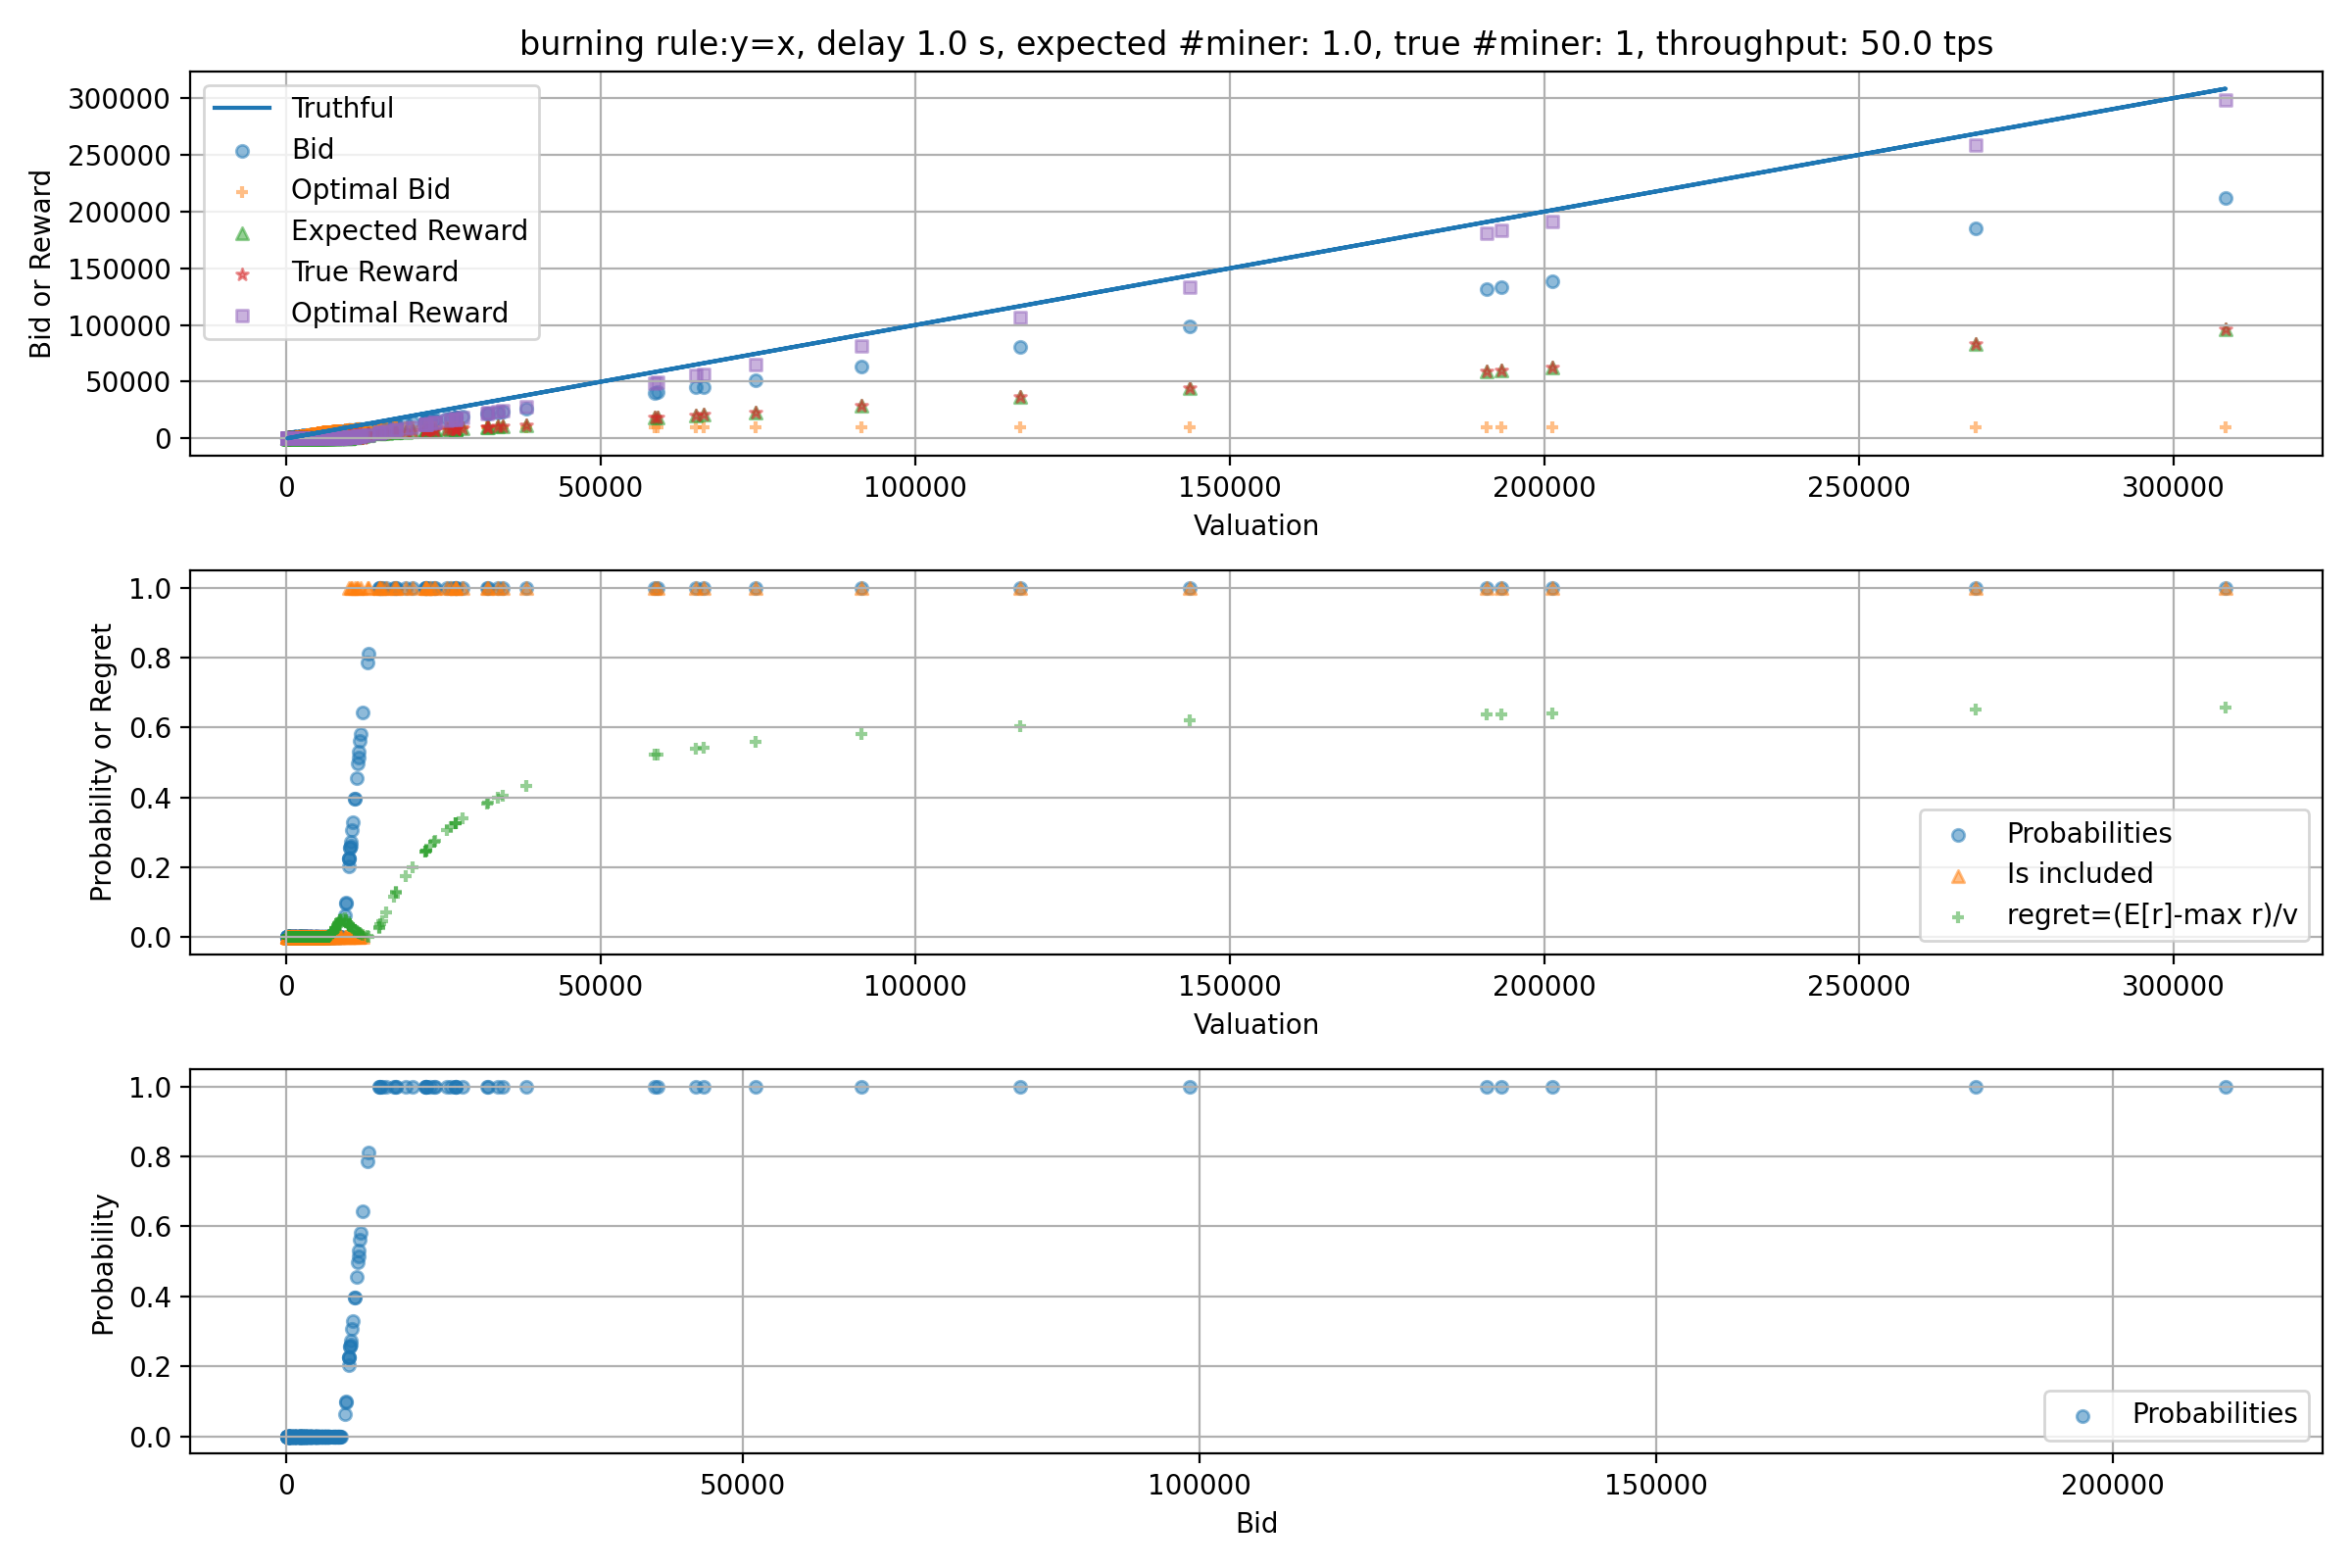 burning rule:y=x, delay 1.0 s, expected #miner: 1.0, true #miner: 1, throughput: 50.0 tps
Bid or Reward
300000
250000
200000
150000
100000
50000
0
Truthful
Bid
Optimal Bid
Expected Reward
True Reward
Optimal Reward
0 50000 100000 150000 200000 250000 300000
Valuation
Probability or Regret
1.0
0.8
0.6
0.4
0.2
0.0
Probabilities
Is included
regret=(E[r]-max r)/v
0 50000 100000 150000 200000 250000 300000
Valuation
Probability
1.0
0.8
0.6
0.4
0.2
0.0
Probabilities
0 50000 100000 150000 200000
Bid